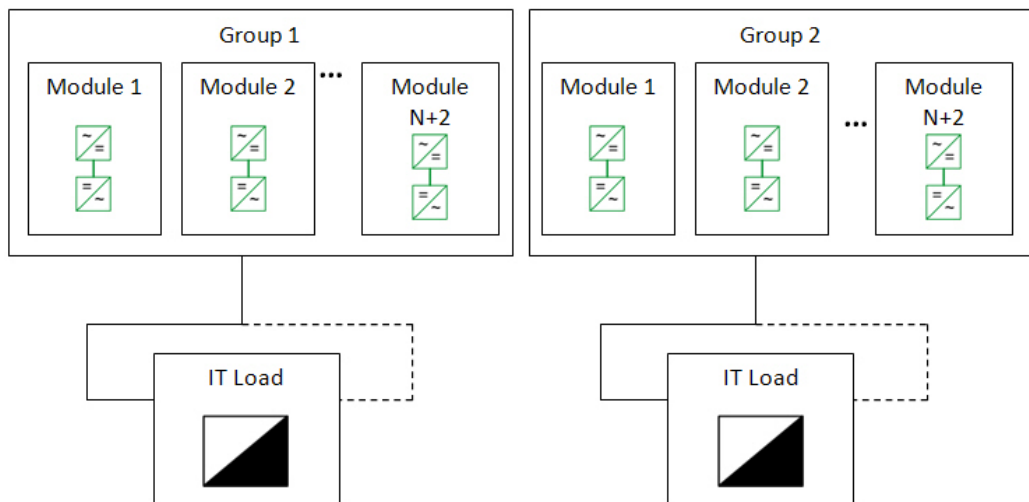 Group 1
Module 1
Module 2
...
Module
N+2
~
=
=
~
~
=
=
~
~
=
=
~
IT Load
Group 2
Module 1
Module 2
...
Module
N+2
~
=
=
~
~
=
=
~
~
=
=
~
IT Load